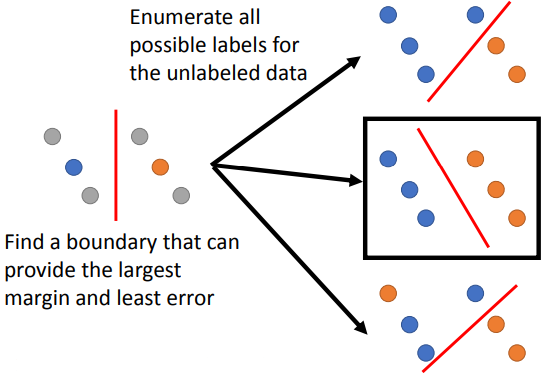 Enumerate all
possible labels for
the unlabeled data
Find a boundary that can
provide the largest
margin and least error